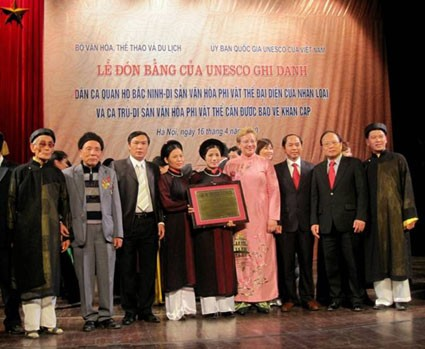 BỘ VĂN HÓA, THỂ THAO VÀ DU LỊCH
ỦY BAN QUỐC GIA UNESCO CỦA VIỆT NAM
LỄ ĐÓN BẰNG CỦA UNESCO GHI DANH
DÂN CA QUAN HỌ BẮC NINH-DI SẢN VĂN HÓA PHI VẬT THỂ ĐẠI DIỆN CỦA NHÂN LOẠI
VÀ CA TRÙ-DI SẢN VĂN HÓA PHI VẬT THỂ CẦN ĐƯỢC BẢO VỆ KHẨN CẤP
Hà Nội, ngày 16 tháng 4 năm